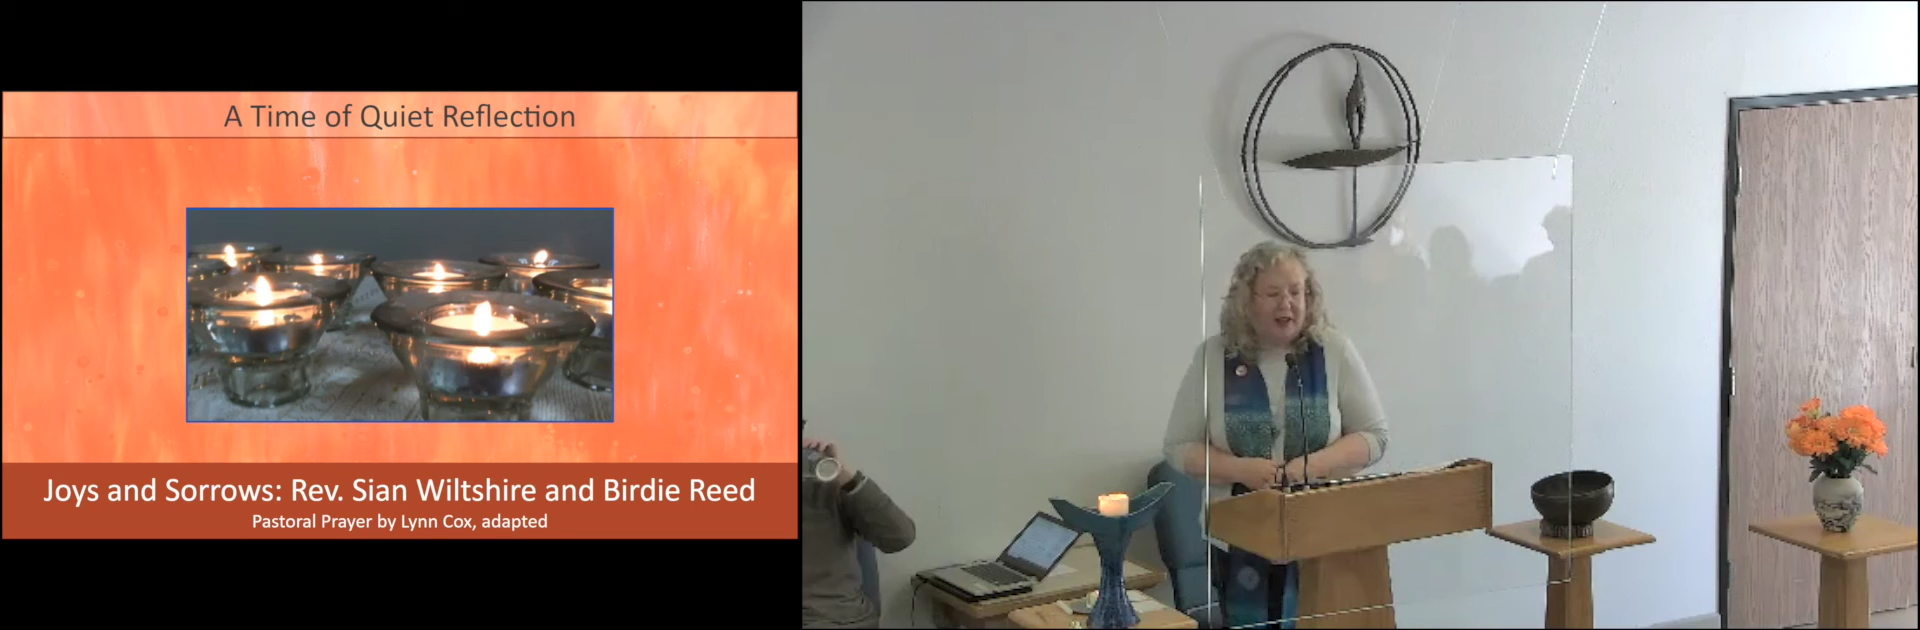 A Time of Quiet Reflection
Joys and Sorrows: Rev. Sian Wiltshire and Birdie Reed
Pastoral Prayer by Lynn Cox, adapted